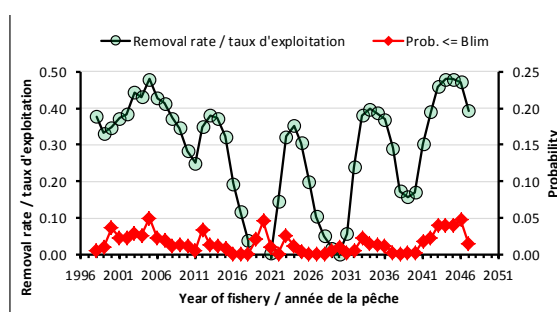 Removal rate / taux d'exploitation Prob. <= Blim
0.50 0.25
0.40 0.20
0.30 0.15
0.20 0.10
0.10 0.05
0.00 0.00
1996 2001 2006 2011 2016 2021 2026 2031 2036 2041 2046 2051
Year of fishery / année de la pêche
Removal rate / taux d'exploitation
Probability